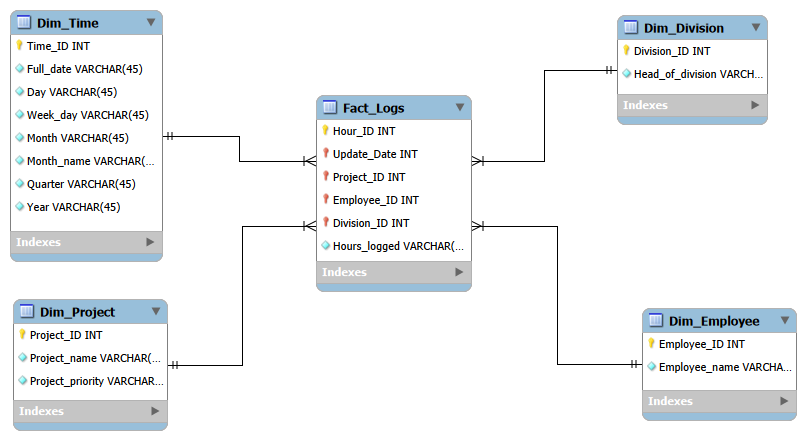 Dim_Time
Time_ID INT
Full_date VARCHAR(45)
Day VARCHAR(45)
Week_day VARCHAR(45)
Month VARCHAR(45)
Month_name VARCHAR(...
Quarter VARCHAR(45)
Year VARCHAR(45)
Indexes
Dim_Project
Project_ID INT
Project_name VARCHAR(...
Project_priority VARCHAR...
Indexes
Fact_Logs
Hour_ID INT
Update_Date INT
Project_ID INT
Employee_ID INT
Division_ID INT
Hours_logged VARCHAR(...
Indexes
Dim_Division
Division_ID INT
Head_of_division VARCH...
Indexes
Dim_Employee
Employee_ID INT
Employee_name VARCHA...
Indexes